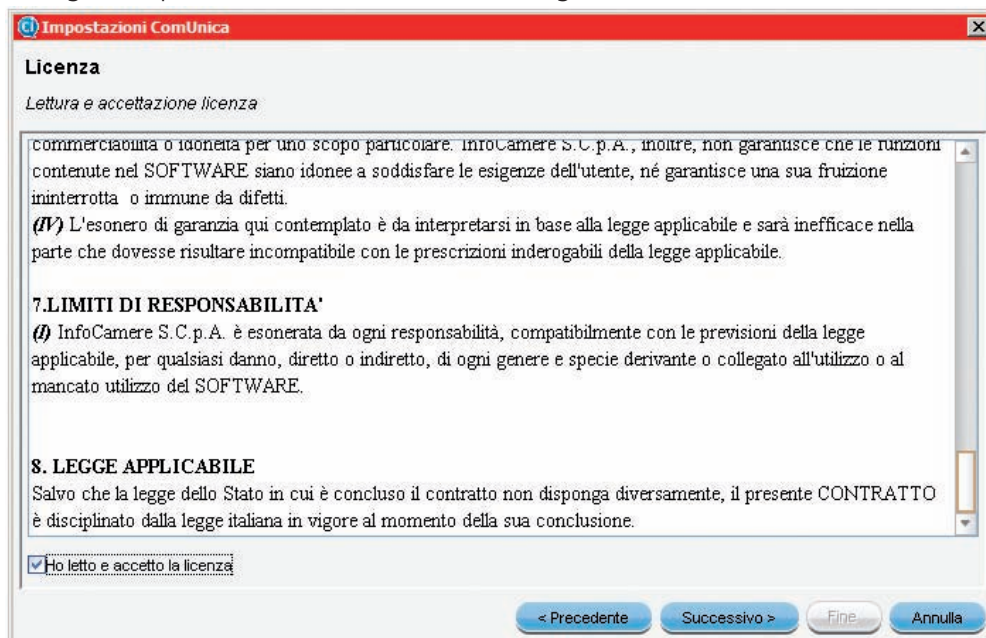 Impostazioni ComUnica
Licenza
Lettura e accettazione licenza
commerciabilità o idoneità per uno scopo particolare. InfoCamere S.C.p.A., inoltre, non garantisce che le funzioni
contenute nel SOFTWARE siano idonee a soddisfare le esigenze dell'utente, né garantisce una sua fruizione
ininterrotta o immune da difetti.
(IV) L'esonero di garanzia qui contemplato è da interpretarsi in base alla legge applicabile e sarà inefficace nella
parte che dovesse risultare incompatibile con le prescrizioni inderogabili della legge applicabile.
7.LIMITI DI RESPONSABILITA'
(I) InfoCamere S.C.p.A. è esonerata da ogni responsabilità, compatibilmente con le previsioni della legge
applicabile, per qualsiasi danno, diretto o indiretto, di ogni genere e specie derivante o collegato all'utilizzo o al
mancato utilizzo del SOFTWARE.
8. LEGGE APPLICABILE
Salvo che la legge dello Stato in cui è concluso il contratto non disponga diversamente, il presente CONTRATTO
è disciplinato dalla legge italiana in vigore al momento della sua conclusione.
Ho letto e accetto la licenza
< Precedente Successivo > Fine Annulla